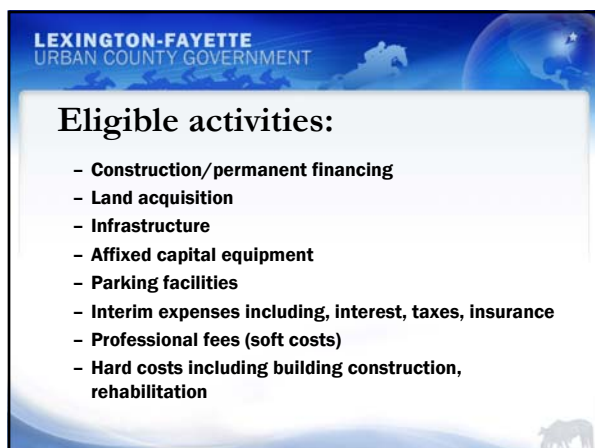 LEXINGTON-FAYETTE
URBAN COUNTY GOVERNMENT
Eligible activities:
– Construction/permanent financing
– Land acquisition
– Infrastructure
– Affixed capital equipment
– Parking facilities
– Interim expenses including, interest, taxes, insurance
– Professional fees (soft costs)
– Hard costs including building construction,
rehabilitation